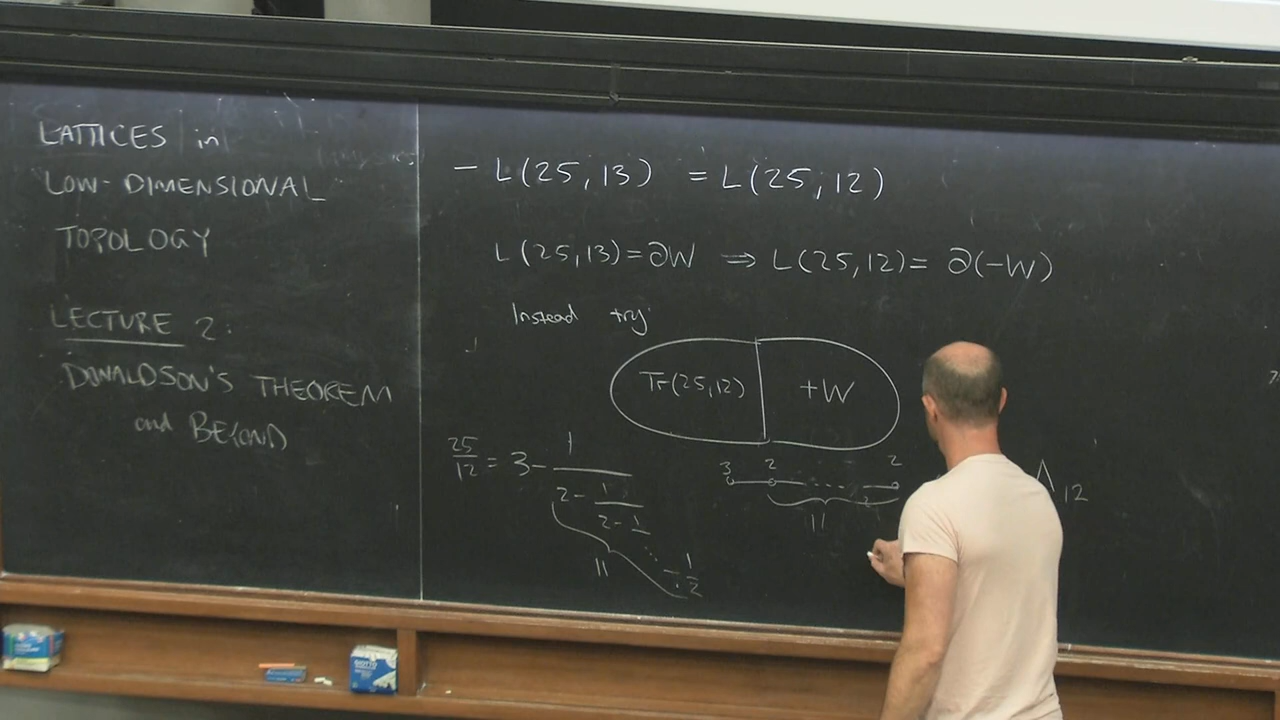 LATTICES in
LOW-DIMENSIONAL
TOPOLOGY
LECTURE 2:
DONALDSON'S THEOREM
and BEYOND
- L(25,13) = L(25,12)
L(25,13)=∂W ⇒ L(25,12)= ∂(-W)
Instead try
Tr(25,12) +W
25/12 = 3 - 1
2 - 1
2 - 1
- 1/2
11
3 2 .... 2
11
Λ12
GIOTTO